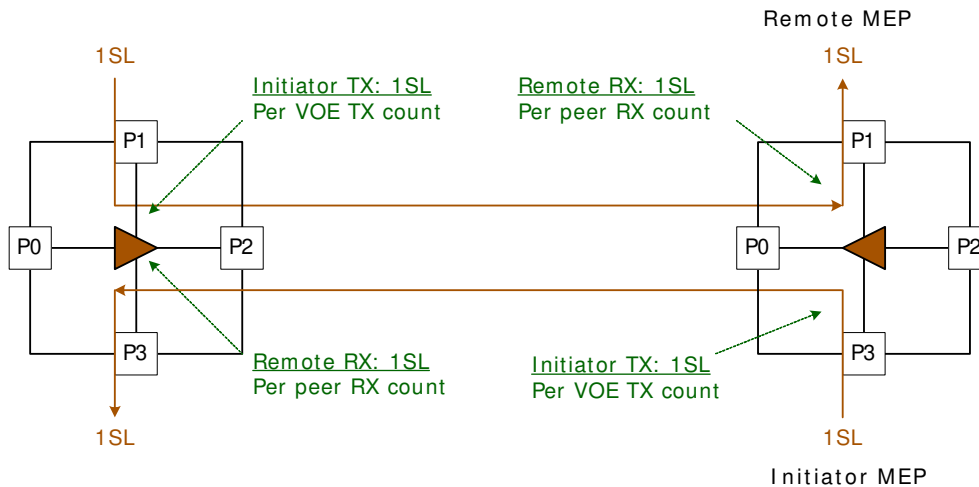 Remote MEP
1SL
1SL
Initiator TX: 1SL
Per VOE TX count
Remote RX: 1SL
Per peer RX count
P1
P1
P0
P2
P0
P2
P3
P3
Remote RX: 1SL
Per peer RX count
Initiator TX: 1SL
Per VOE TX count
1SL
1SL
Initiator MEP